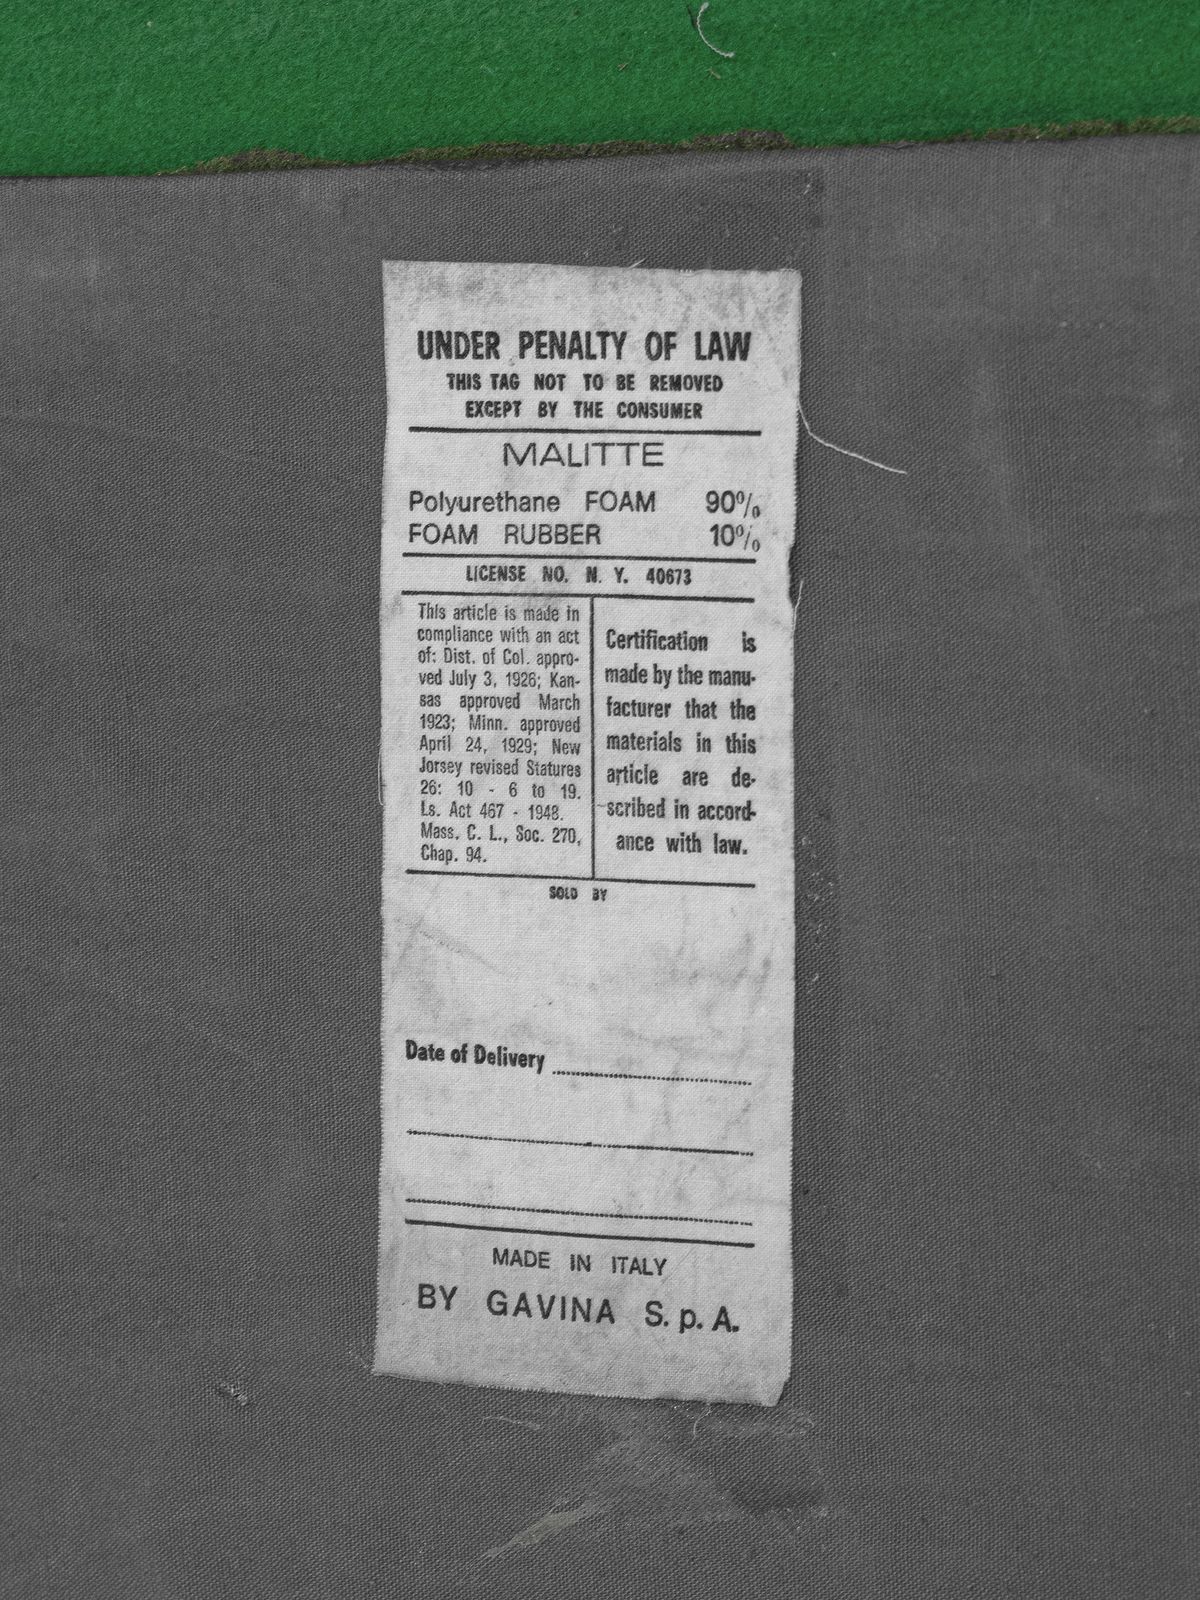 UNDER PENALTY OF LAW
THIS TAG NOT TO BE REMOVED
EXCEPT BY THE CONSUMER
MALITTE
Polyurethane FOAM 90%
FOAM RUBBER 10%
LICENSE NO. N. Y. 40673
This article is made in
compliance with an act
of: Dist. of Col. appro-
ved July 3, 1926; Kan-
sas approved March
1923; Minn. approved
April 24, 1929; New
Jorsey revised Statures
26: 10 - 6 to 19.
Ls. Act 467 - 1948.
Mass. C. L., Soc. 270,
Chap. 94.
Certification is
made by the manu-
facturer that the
materials in this
article are de-
scribed in accord-
ance with law.
SOLD BY
Date of Delivery
MADE IN ITALY
BY GAVINA S.p.A.